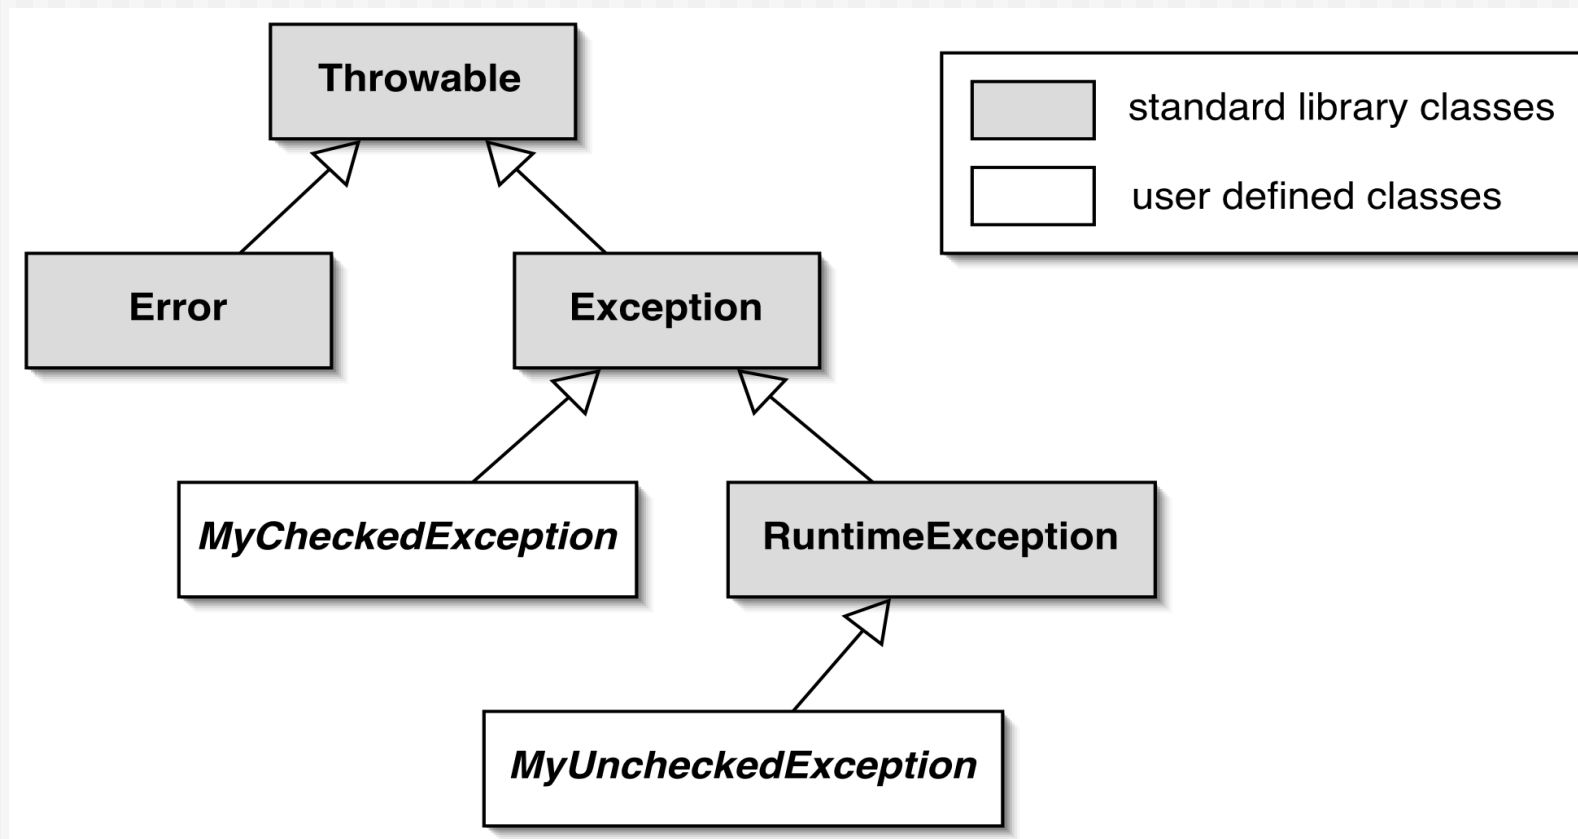 Throwable
standard library classes
user defined classes
Error
Exception
MyCheckedException
RuntimeException
MyUncheckedException